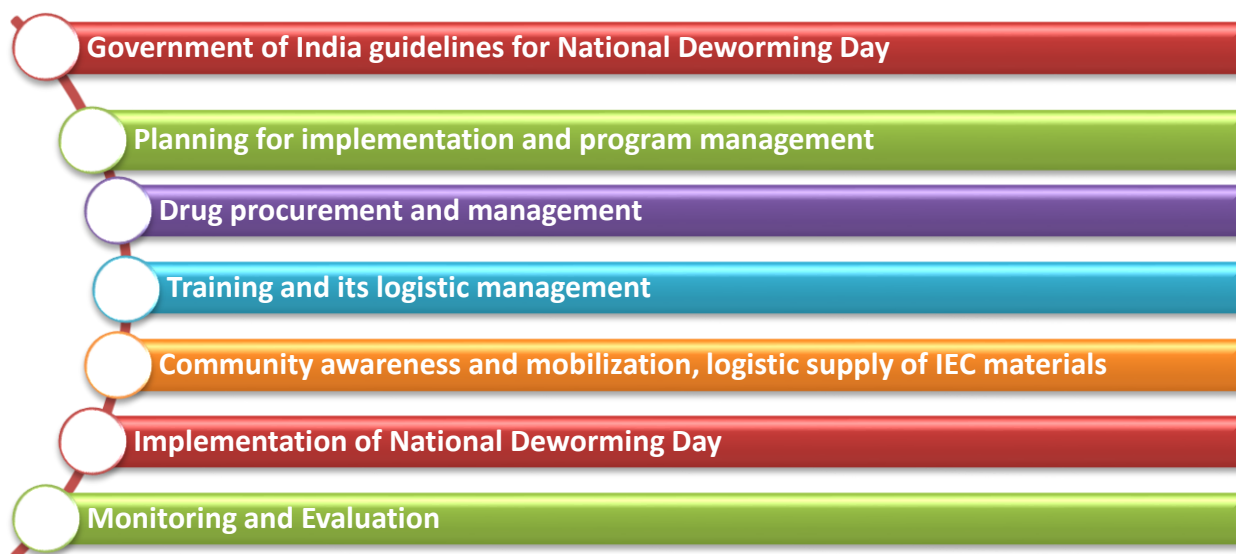 Government of India guidelines for National Deworming Day
Planning for implementation and program management
Drug procurement and management
Training and its logistic management
Community awareness and mobilization, logistic supply of IEC materials
Implementation of National Deworming Day
Monitoring and Evaluation